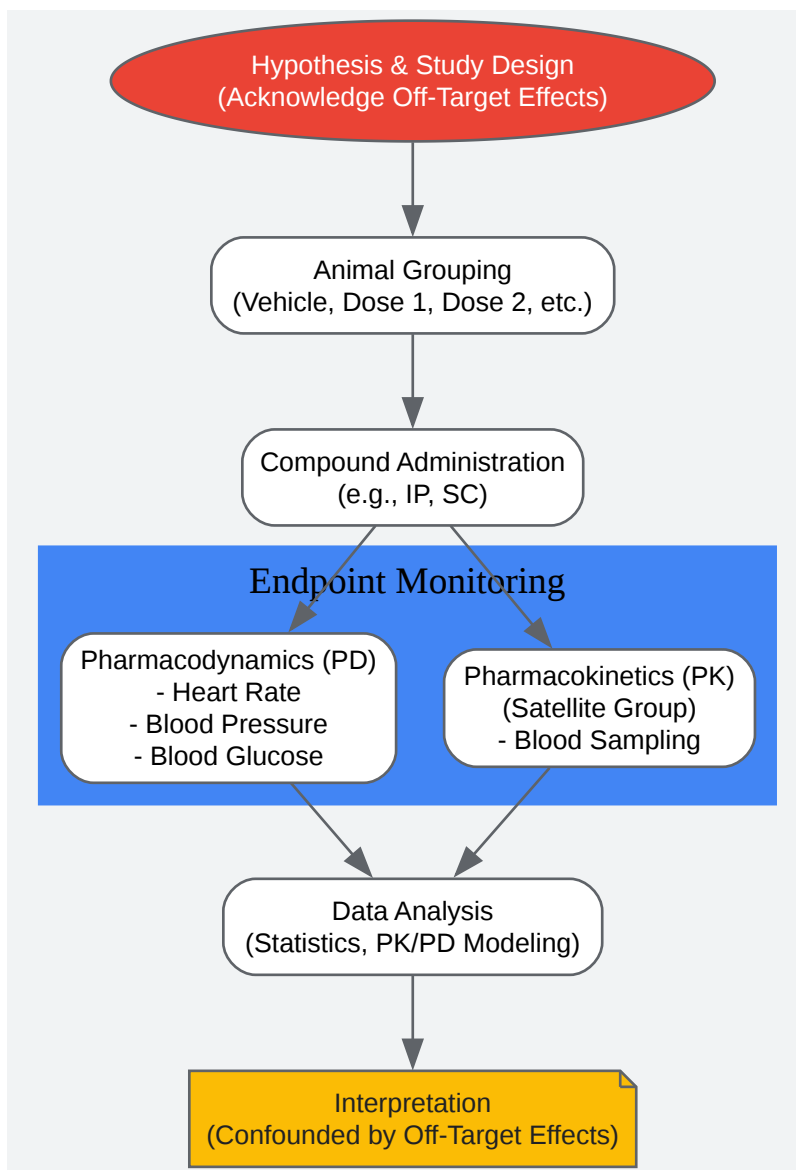 Hypothesis & Study Design
(Acknowledge Off-Target Effects)
Animal Grouping
(Vehicle, Dose 1, Dose 2, etc.)
Compound Administration
(e.g., IP, SC)
Endpoint Monitoring
Pharmacodynamics (PD)
- Heart Rate
- Blood Pressure
- Blood Glucose
Pharmacokinetics (PK)
(Satellite Group)
- Blood Sampling
Data Analysis
(Statistics, PK/PD Modeling)
Interpretation
(Confounded by Off-Target Effects)